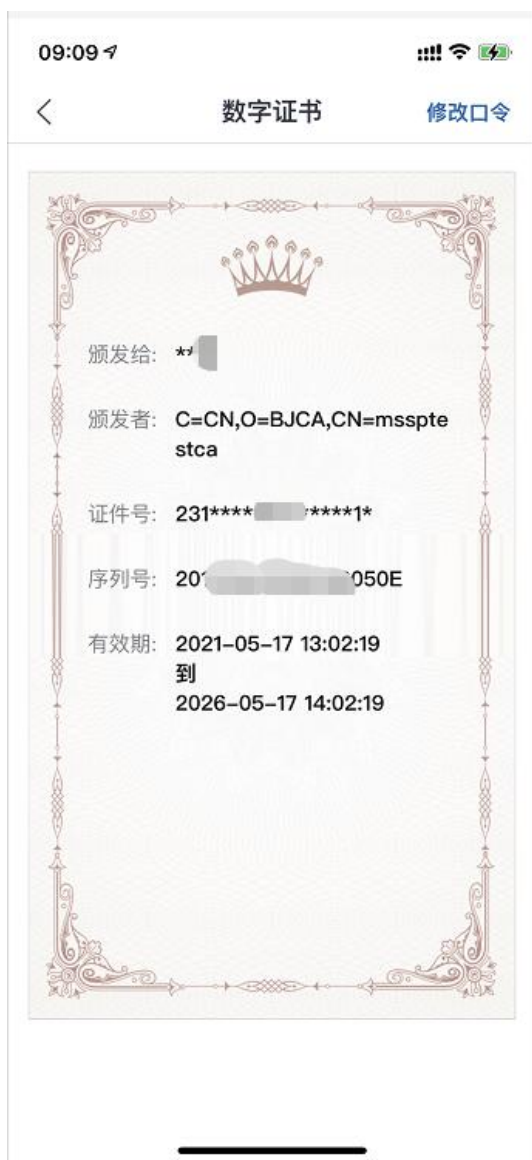 09:09
数字证书
修改口令
颁发给: **
颁发者: C=CN,O=BJCA,CN=msspte
stca
证件号: 231**** ****1*
序列号: 201 050E
有效期: 2021-05-17 13:02:19
到
2026-05-17 14:02:19